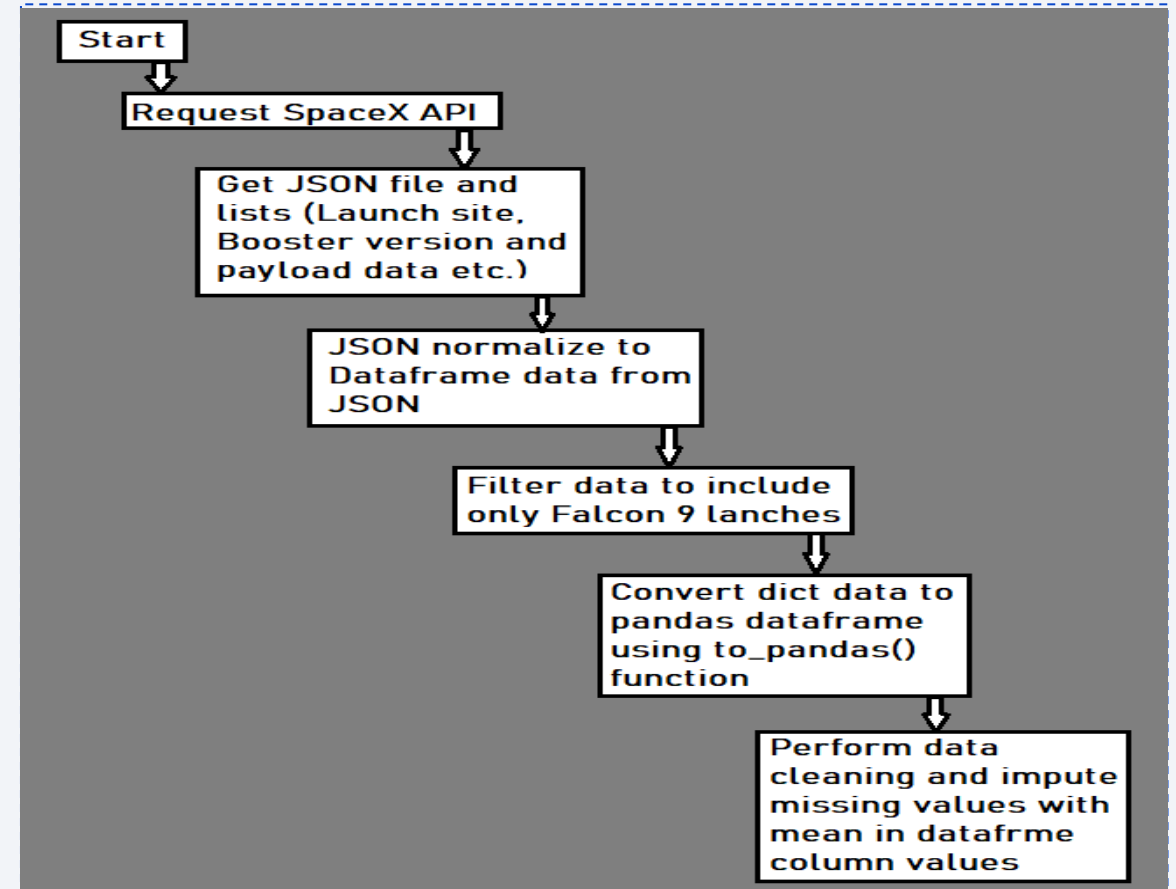 Start
Request SpaceX API
Get JSON file and
lists (Launch site,
Booster version and
payload data etc.)
JSON normalize to
Dataframe data from
JSON
Filter data to include
only Falcon 9 lanches
Convert dict data to
pandas dataframe
using to_pandas()
function
Perform data
cleaning and impute
missing values with
mean in datafrme
column values